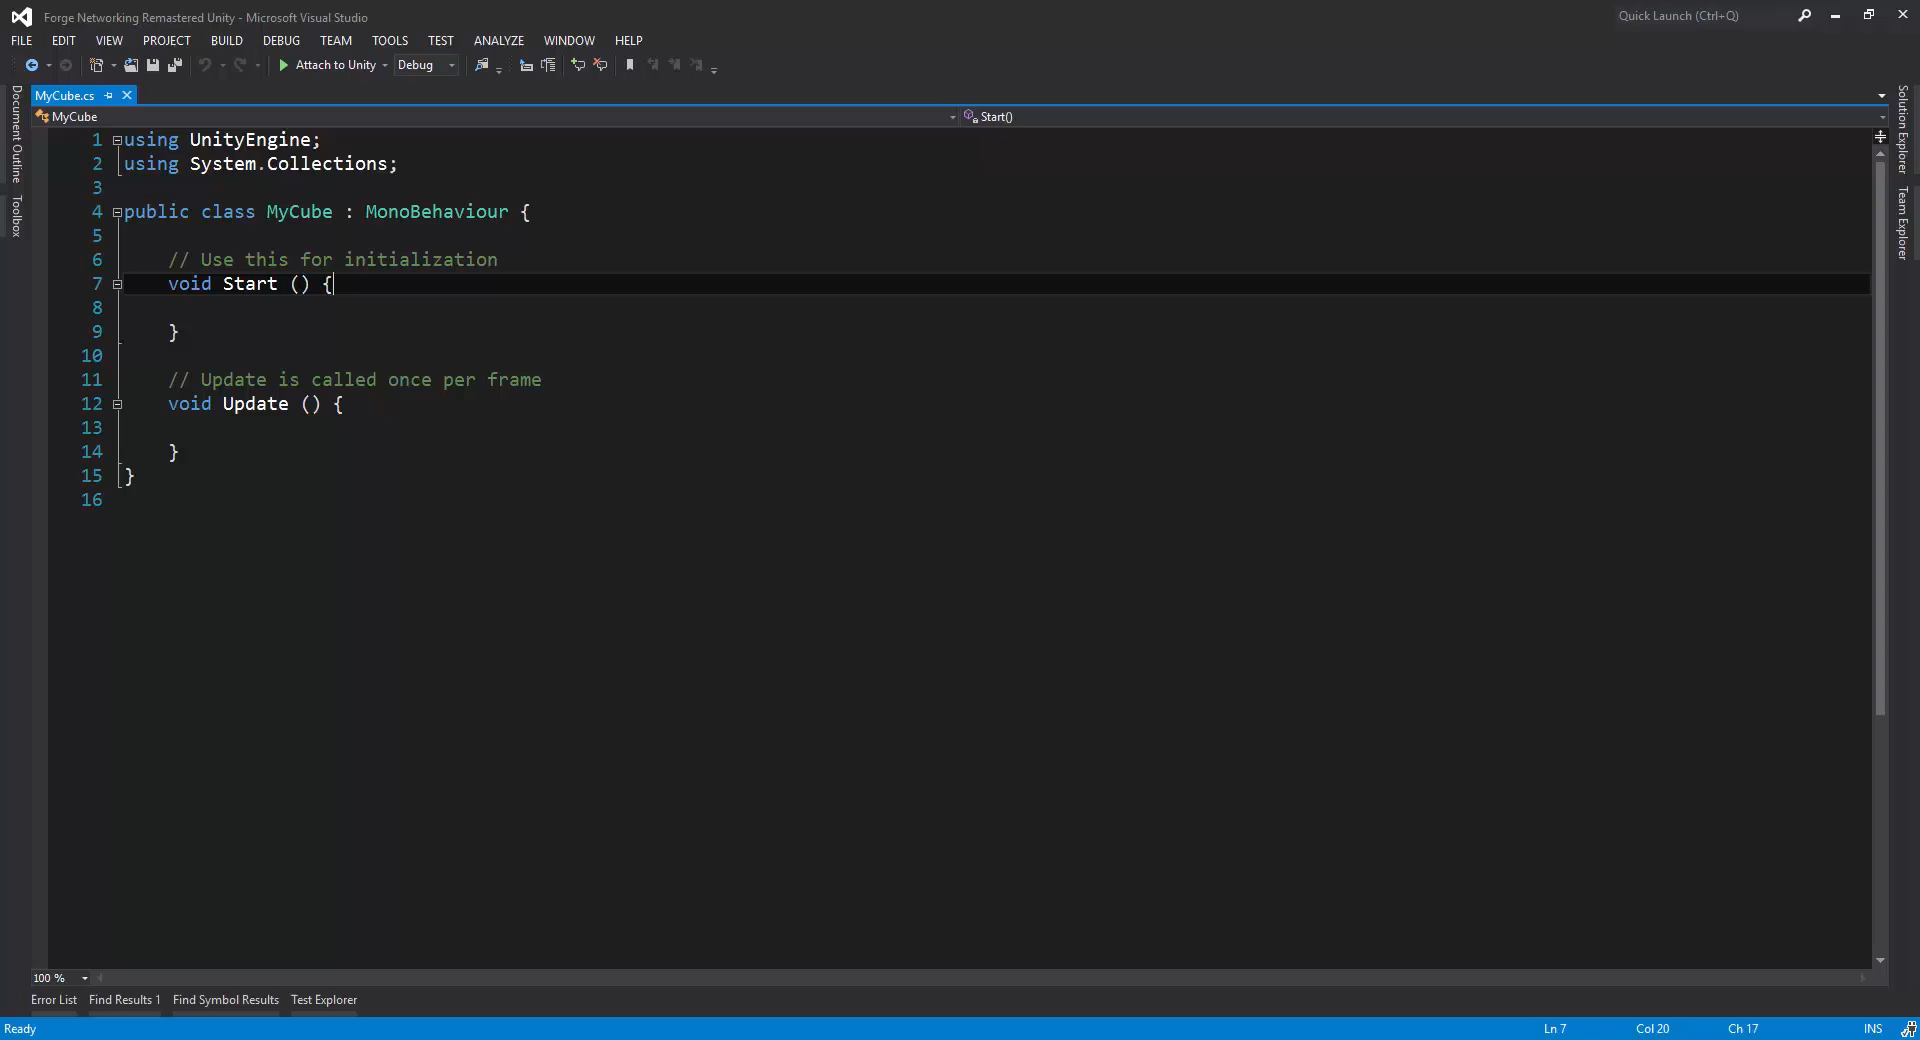 Forge Networking Remastered Unity - Microsoft Visual Studio
Quick Launch (Ctrl+Q)
FILE EDIT VIEW PROJECT BUILD DEBUG TEAM TOOLS TEST ANALYZE WINDOW HELP
Attach to Unity Debug
MyCube.cs
MyCube Start()
Document Outline
Toolbox
Solution Explorer
Team Explorer
1 using UnityEngine;
2 using System.Collections;
3
4 public class MyCube : MonoBehaviour {
5
6 // Use this for initialization
7 void Start () {
8
9 }
10
11 // Update is called once per frame
12 void Update () {
13
14 }
15 }
16
100 %
Error List Find Results 1 Find Symbol Results Test Explorer
Ready Ln 7 Col 20 Ch 17 INS